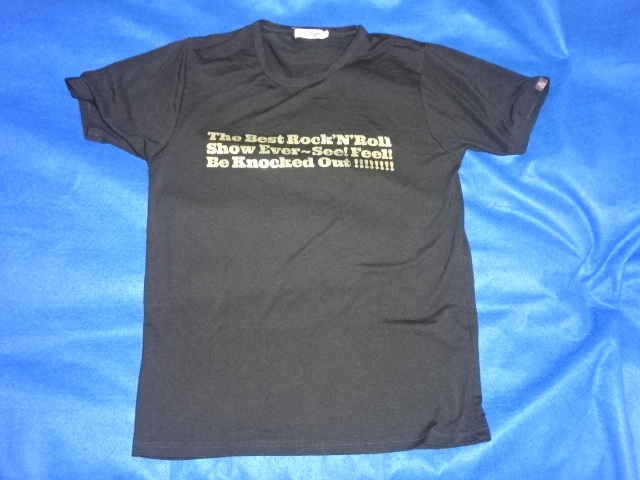 The Best Rock'N'Roll
Show Ever~See! Feel!
Be Knocked Out !!!!!!!!